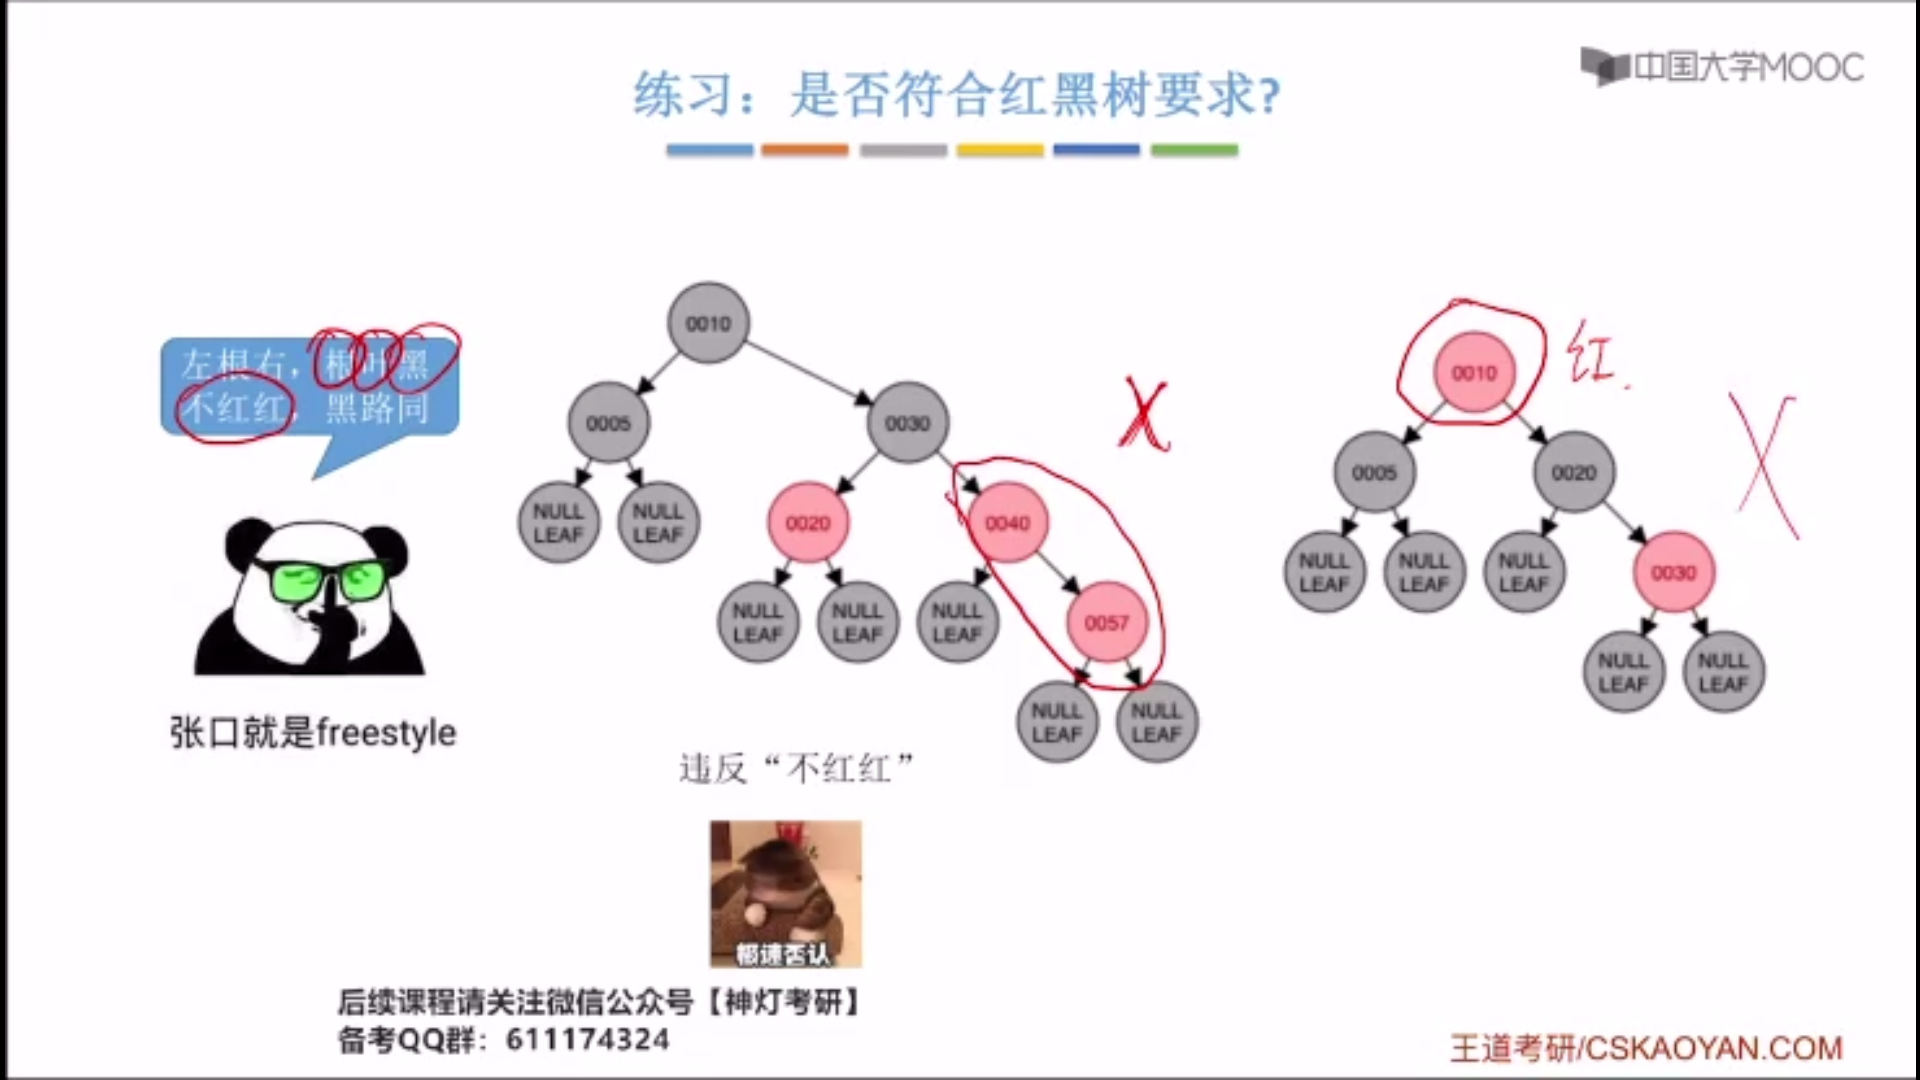 中国大学MOOC
练习：是否符合红黑树要求?
左根右，根叶黑
不红红，黑路同
张口就是freestyle
0010
0005
0030
NULL LEAF
NULL LEAF
0020
0040
NULL LEAF
NULL LEAF
NULL LEAF
0057
NULL LEAF
NULL LEAF
X
违反“不红红”
极速否认
0010
红
0005
0020
X
NULL LEAF
NULL LEAF
NULL LEAF
0030
NULL LEAF
NULL LEAF
后续课程请关注微信公众号【神灯考研】
备考QQ群：611174324
王道考研/CSKAOYAN.COM